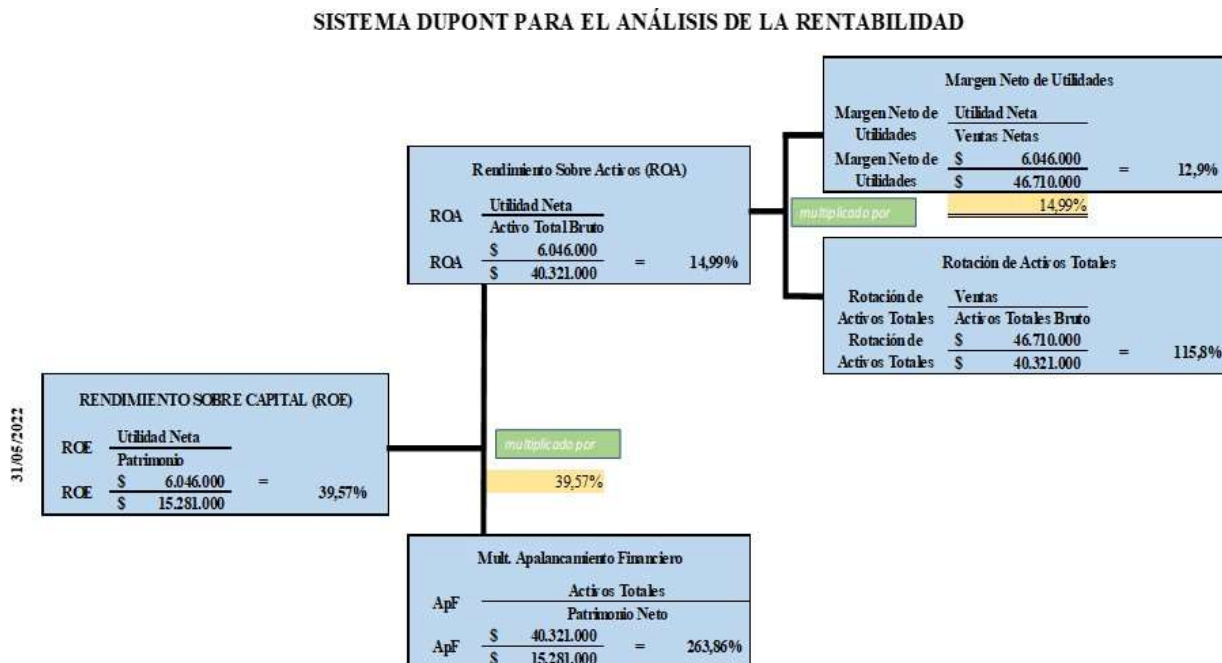 SISTEMA DUPONT PARA EL ANÁLISIS DE LA RENTABILIDAD
Margen Neto de Utilidades
Margen Neto de Utilidades
Utilidad Neta
Ventas Netas
Margen Neto de Utilidades
$ 6.046.000
$ 46.710.000
= 12,9%
14,99%
multiplicado por
Rendimiento Sobre Activos (ROA)
ROA
Utilidad Neta
Activo Total Bruto
ROA
$ 6.046.000
$ 40.321.000
= 14,99%
Rotación de Activos Totales
Rotación de Activos Totales
Ventas
Activos Totales Bruto
Rotación de Activos Totales
$ 46.710.000
$ 40.321.000
= 115,8%
31/05/2022
RENDIMIENTO SOBRE CAPITAL (ROE)
ROE
Utilidad Neta
Patrimonio
ROE
$ 6.046.000
$ 15.281.000
= 39,57%
multiplicado por
39,57%
Mult. Apalancamiento Financiero
ApF
Activos Totales
Patrimonio Neto
ApF
$ 40.321.000
$ 15.281.000
= 263,86%